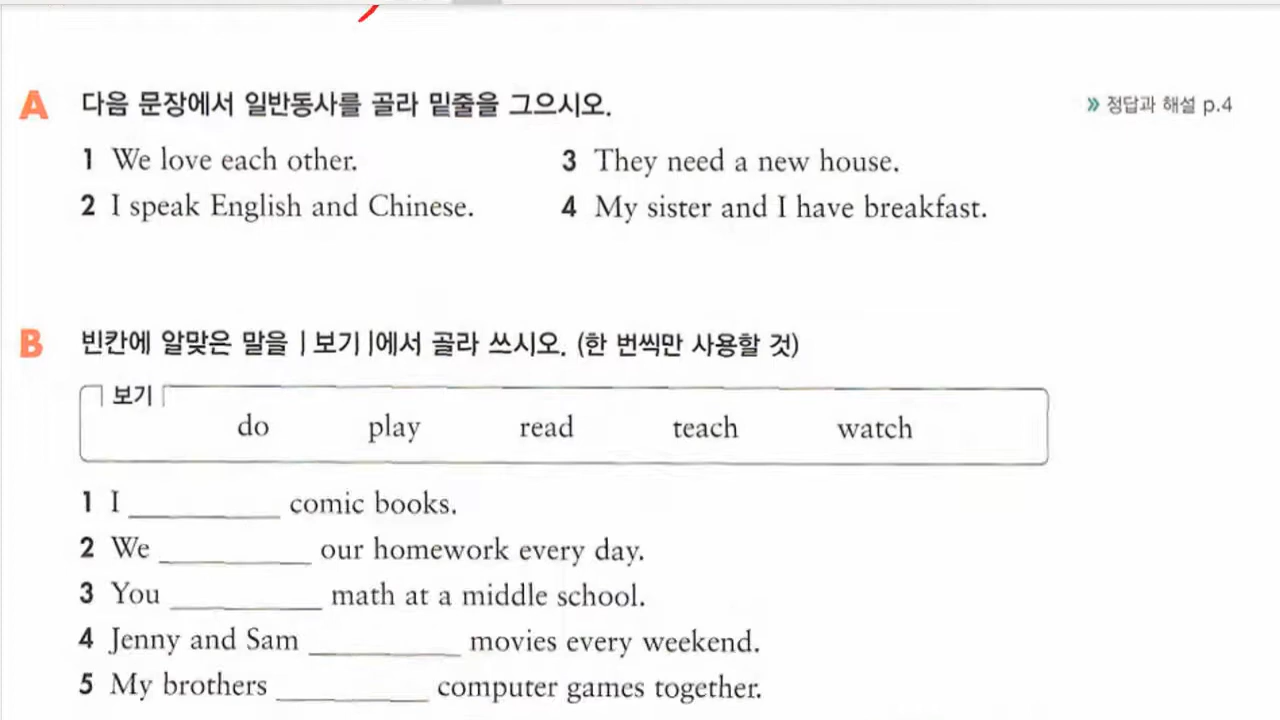 A 다음 문장에서 일반동사를 골라 밑줄을 그으시오. » 정답과 해설 p.4
1 We love each other. 3 They need a new house.
2 I speak English and Chinese. 4 My sister and I have breakfast.
B 빈칸에 알맞은 말을 |보기|에서 골라 쓰시오. (한 번씩만 사용할 것)
보기
do play read teach watch
1 I __________ comic books.
2 We __________ our homework every day.
3 You __________ math at a middle school.
4 Jenny and Sam __________ movies every weekend.
5 My brothers __________ computer games together.